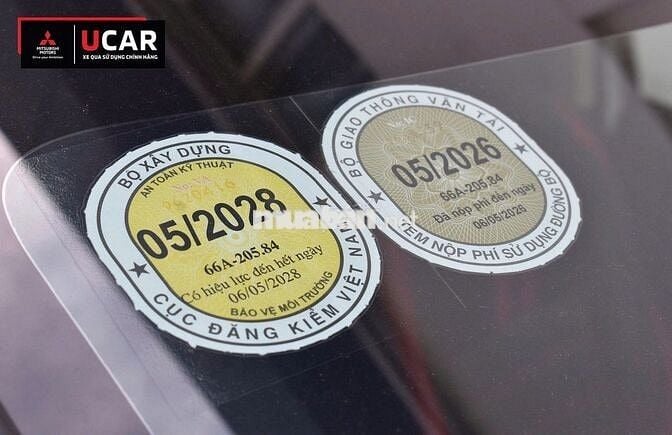 MITSUBISHI
MOTORS
Drive your Ambition
UCAR
XE QUA SỬ DỤNG CHÍNH HÃNG
BỘ XÂY DỰNG
AN TOÀN KỸ THUẬT
05/2028
66A-205.84
Có hiệu lực đến hết ngày
06/05/2028
BẢO VỆ MÔI TRƯỜNG
CỤC ĐĂNG KIỂM VIỆT NAM
BỘ GIAO THÔNG VẬN TẢI
05/2026
66A-205.84
Đã nộp phí đến ngày
06/05/2026
TEM NỘP PHÍ SỬ DỤNG ĐƯỜNG BỘ
muaban.net